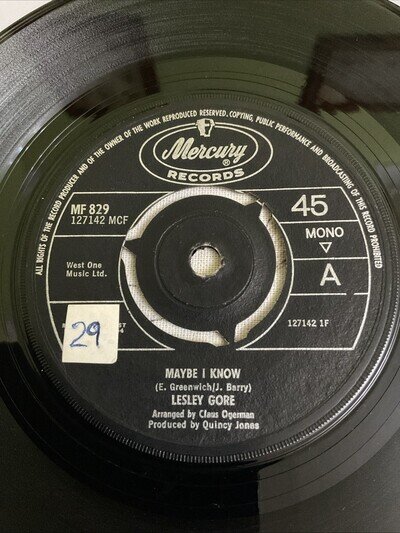 ALL RIGHTS OF THE RECORD PRODUCER AND OF THE OWNER OF THE WORK REPRODUCED RESERVED. COPYING, PUBLIC PERFORMANCE AND BROADCASTING OF THIS RECORD PROHIBITED
Mercury
RECORDS
MF 829
127142 MCF
45
MONO
A
West One
Music Ltd.
127142 1F
29
MAYBE I KNOW
(E. Greenwich/J. Barry)
LESLEY GORE
Arranged by Claus Ogerman
Produced by Quincy Jones